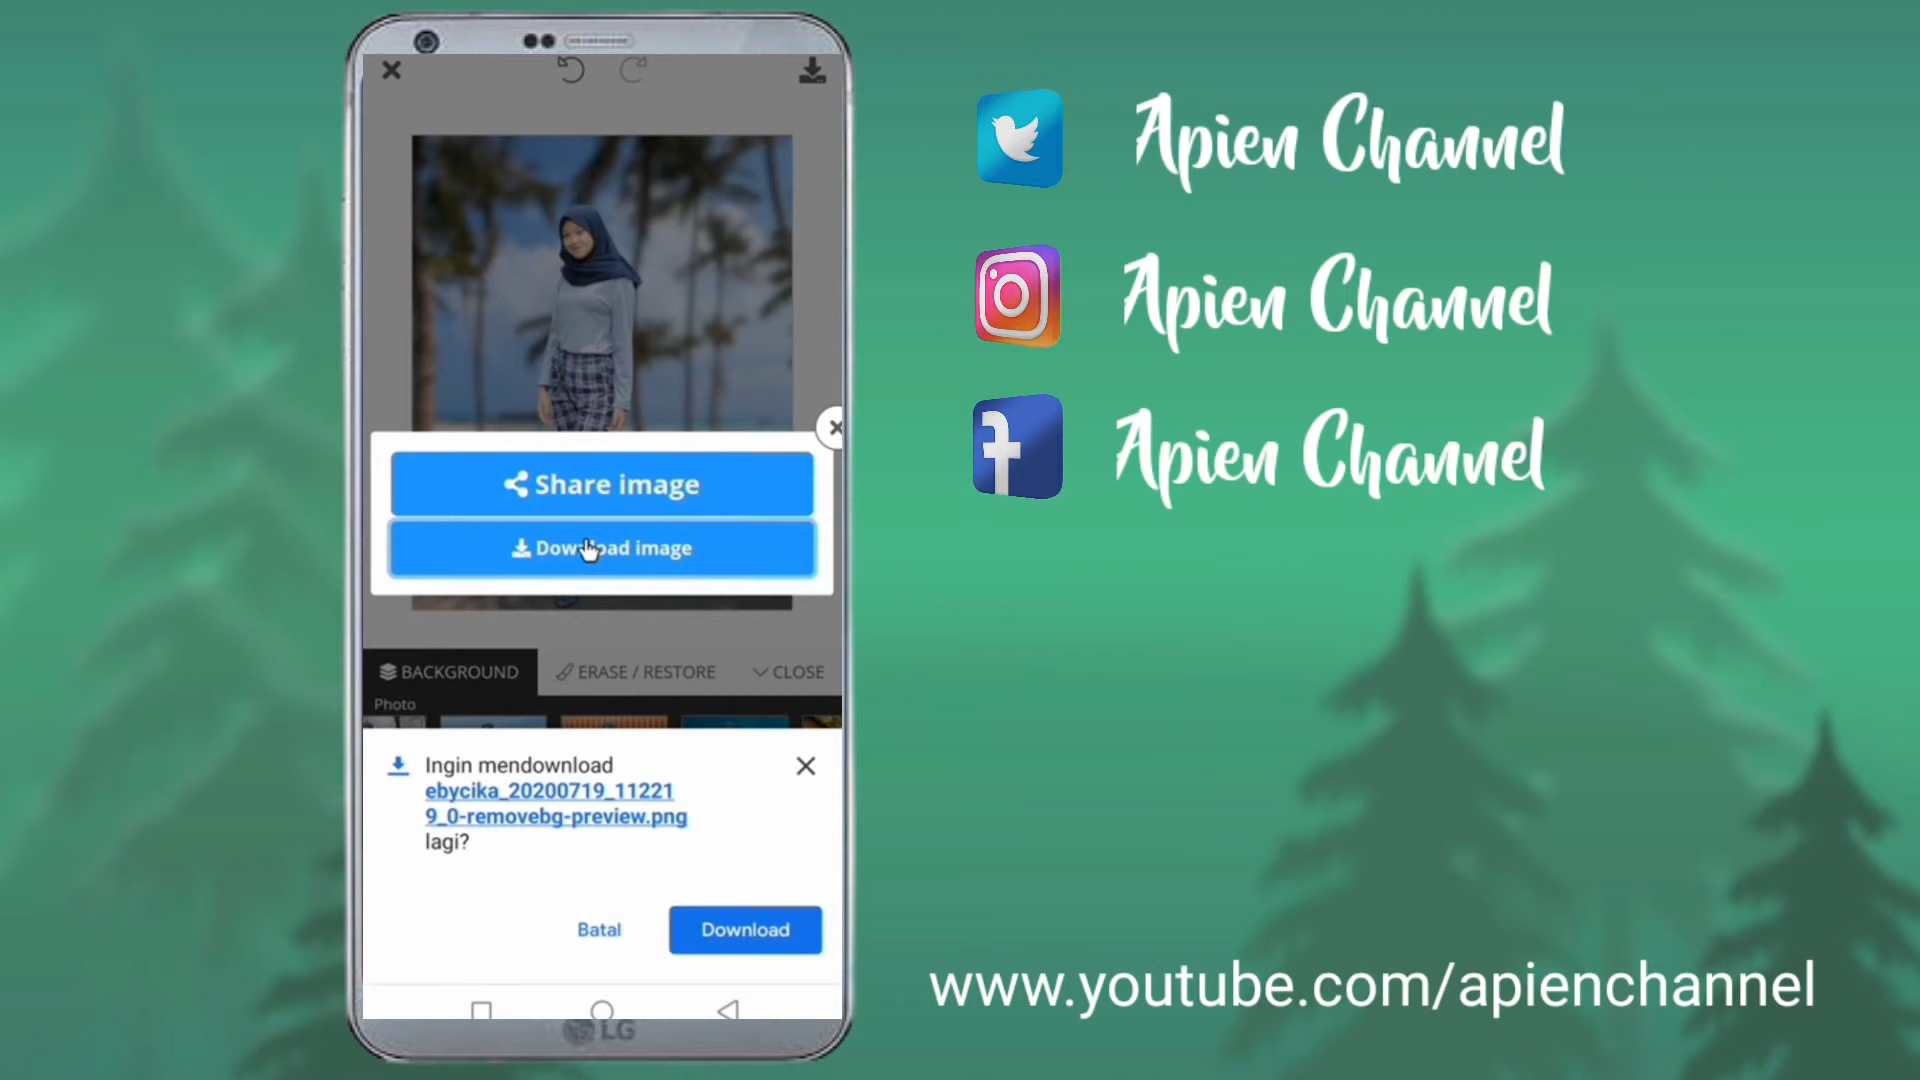 Share image
Download image
BACKGROUND
ERASE / RESTORE
CLOSE
Photo
Ingin mendownload
ebycika_20200719_11221
9_0-removebg-preview.png
lagi?
Batal
Download
LG
Apien Channel
Apien Channel
Apien Channel
www.youtube.com/apienchannel